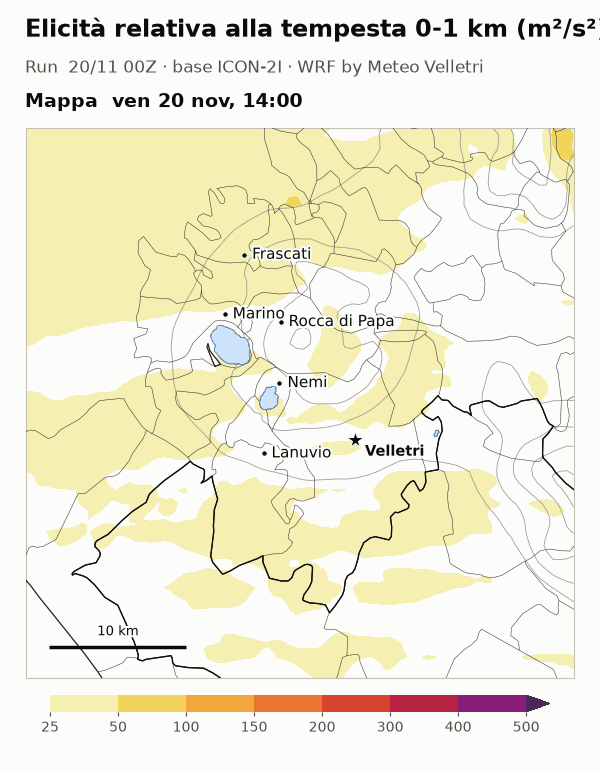 Elicità relativa alla tempesta 0-1 km (m²/s²)
Run 20/11 00Z · base ICON-2I · WRF by Meteo Velletri
Mappa ven 20 nov, 14:00
Frascati
Marino
Rocca di Papa
Nemi
Lanuvio
Velletri
10 km
25 50 100 150 200 300 400 500